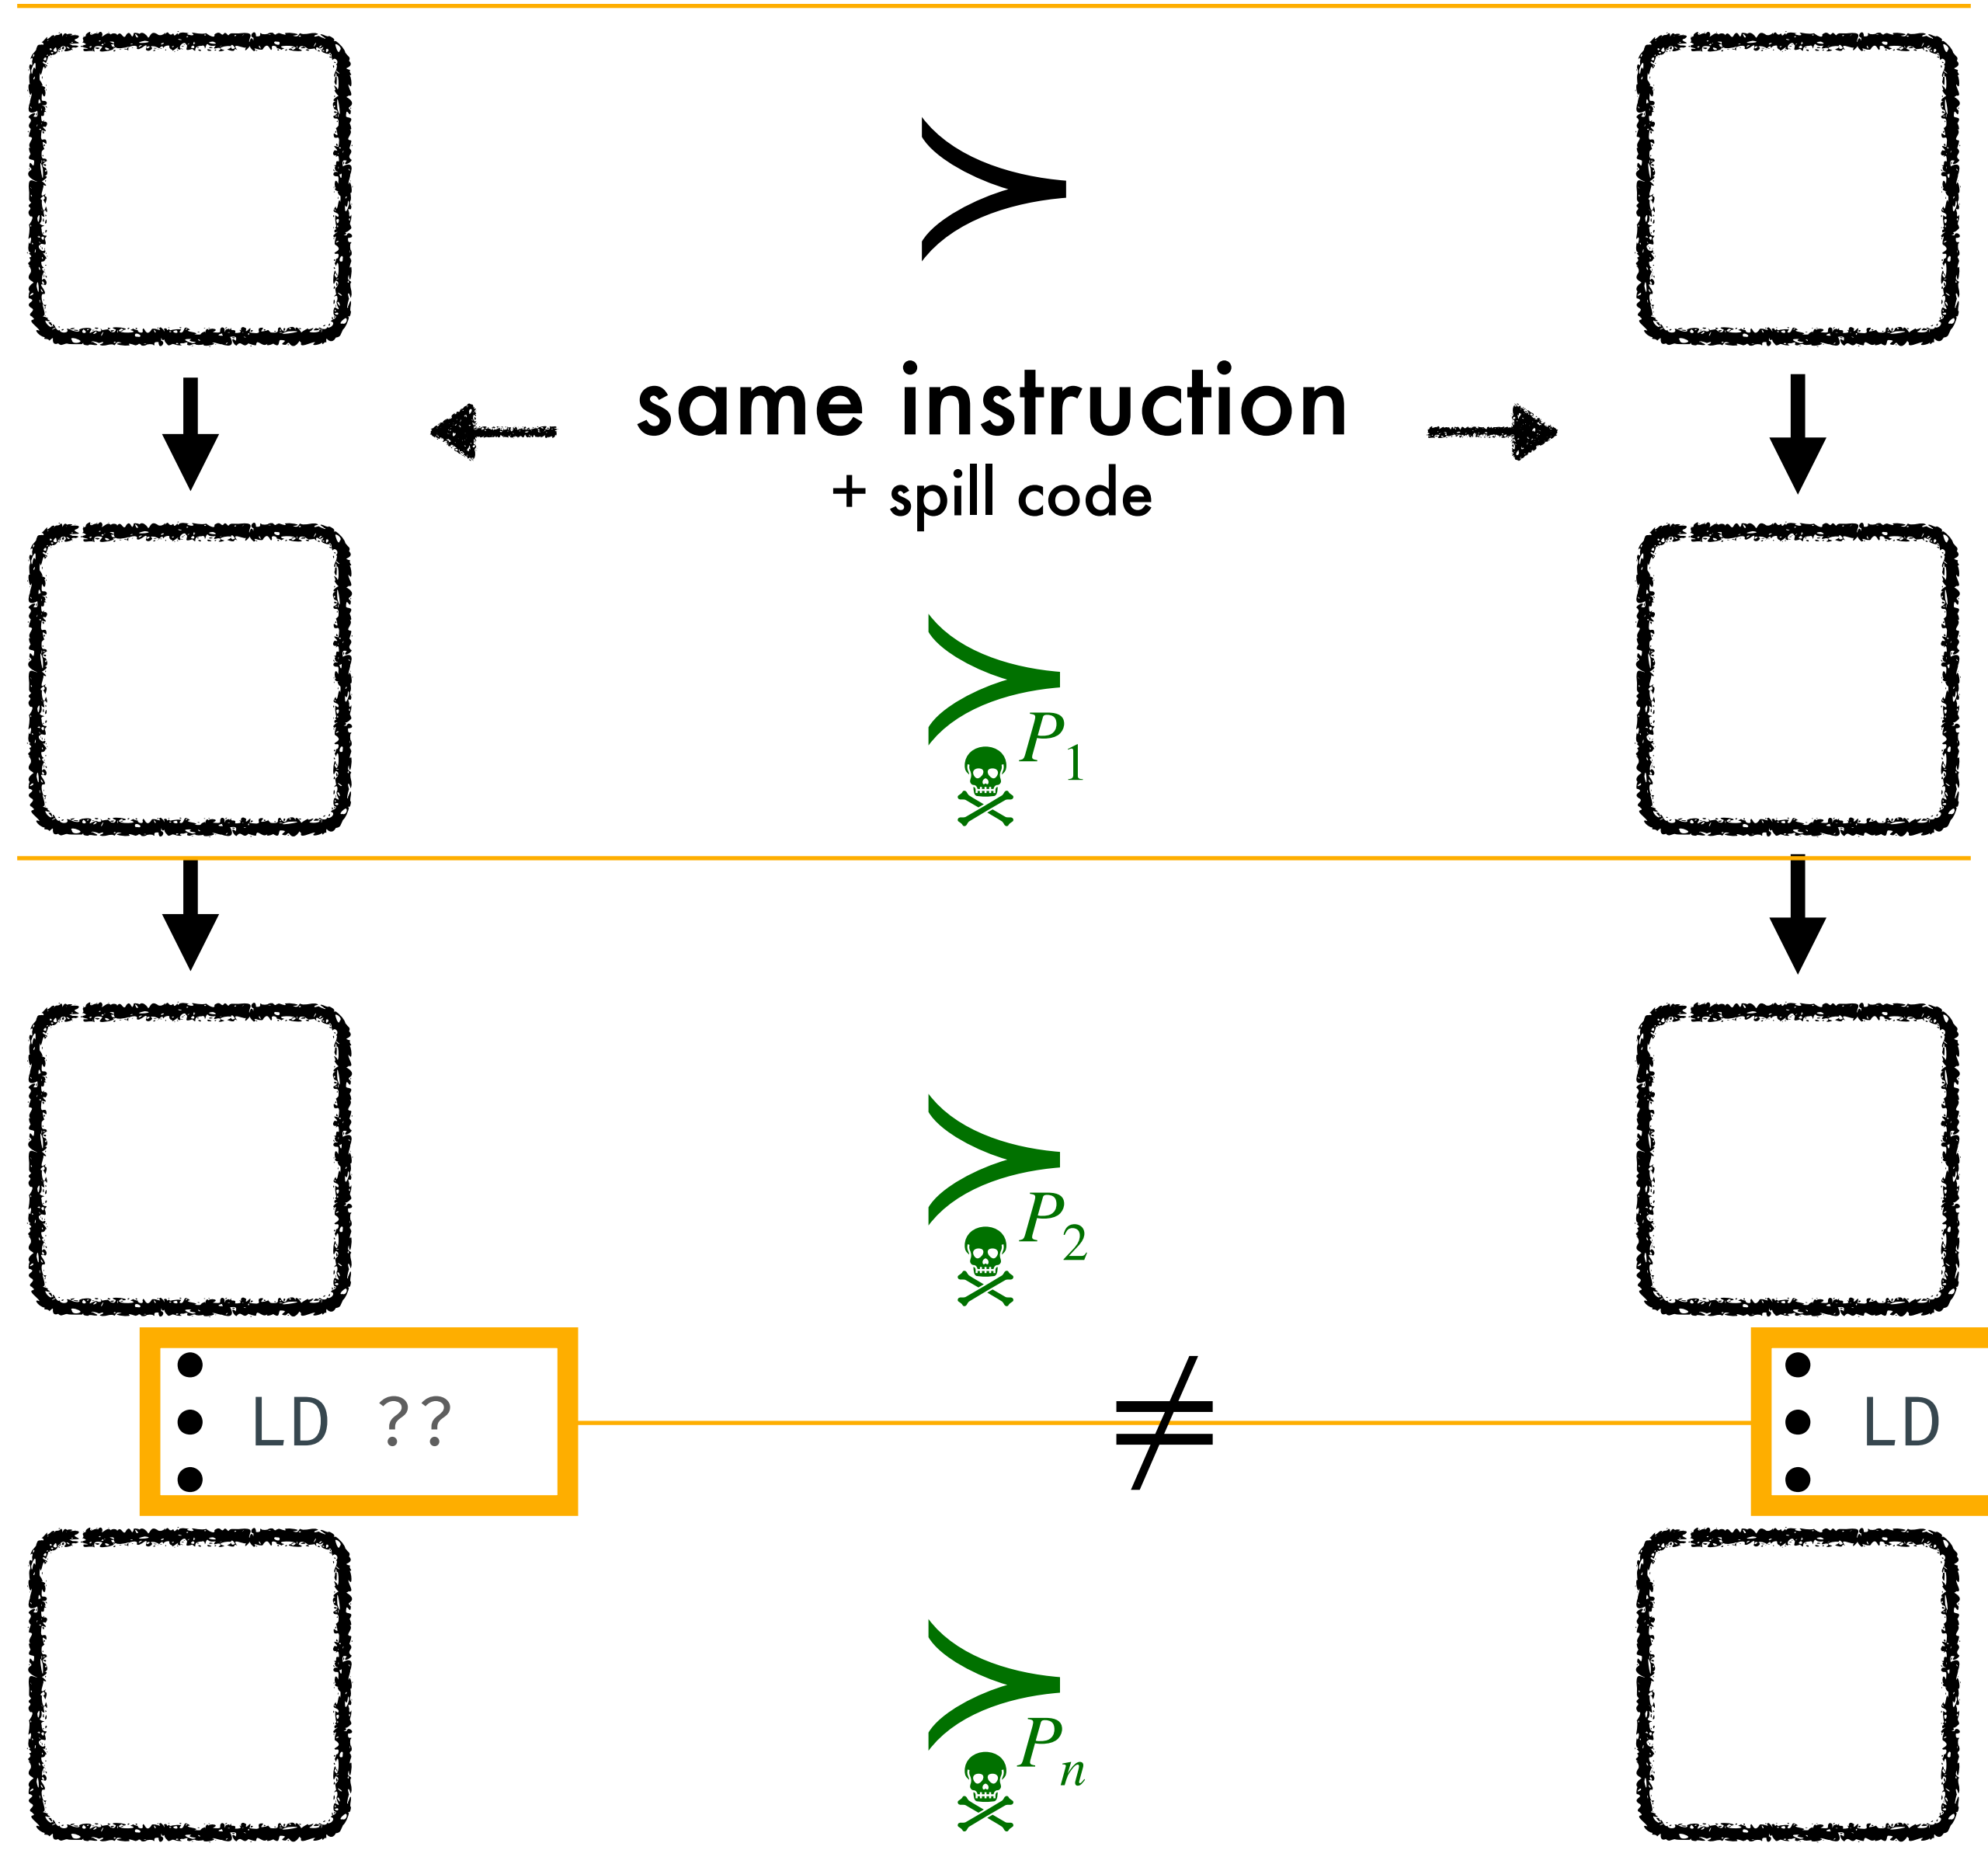 ≻
same instruction
+ spill code
≻☠P₁
≻☠P₂
LD ??
≠
LD
≻☠Pₙ